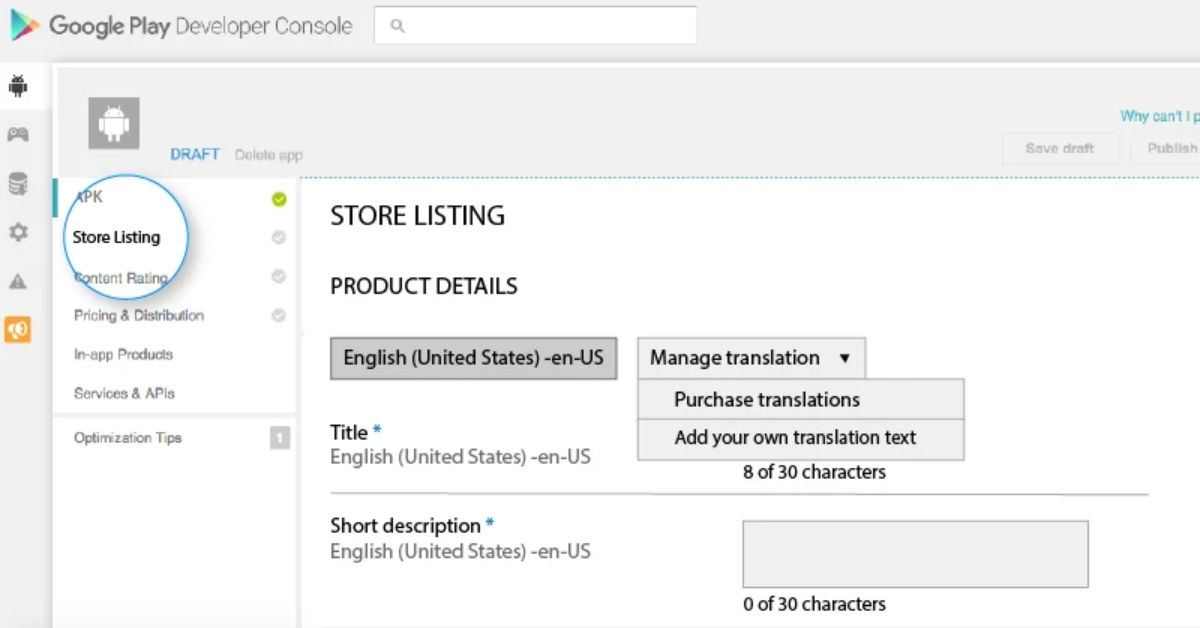 Google Play Developer Console
DRAFT Delete app
Why can't I p
Save draft
Publish
APK
Store Listing
Content Rating
Pricing & Distribution
In-app Products
Services & APIs
Optimization Tips
1
STORE LISTING
PRODUCT DETAILS
English (United States) -en-US
Manage translation ▼
Purchase translations
Add your own translation text
Title *
English (United States) -en-US
8 of 30 characters
Short description *
English (United States) -en-US
0 of 30 characters